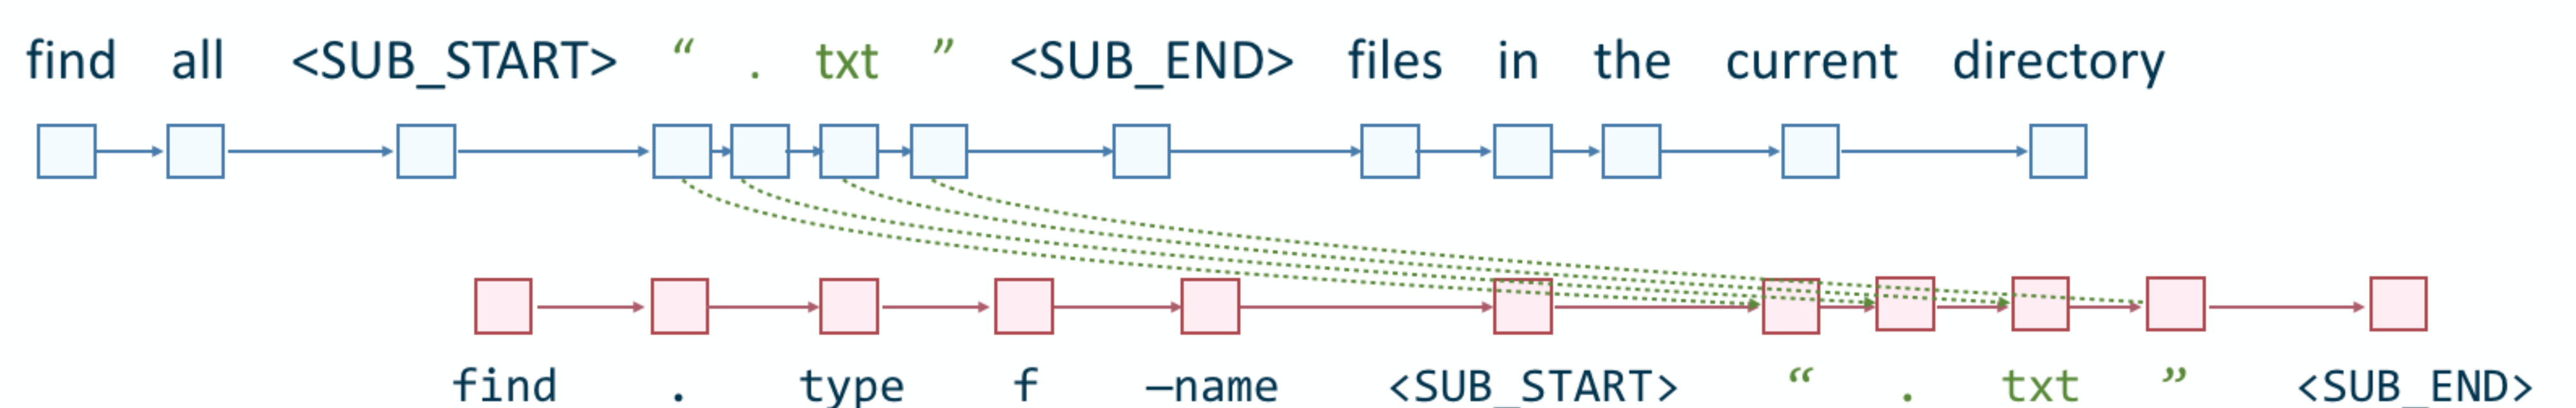 find all <SUB_START> “ . txt ” <SUB_END> files in the current directory
find . type f —name <SUB_START> “ . txt ” <SUB_END>